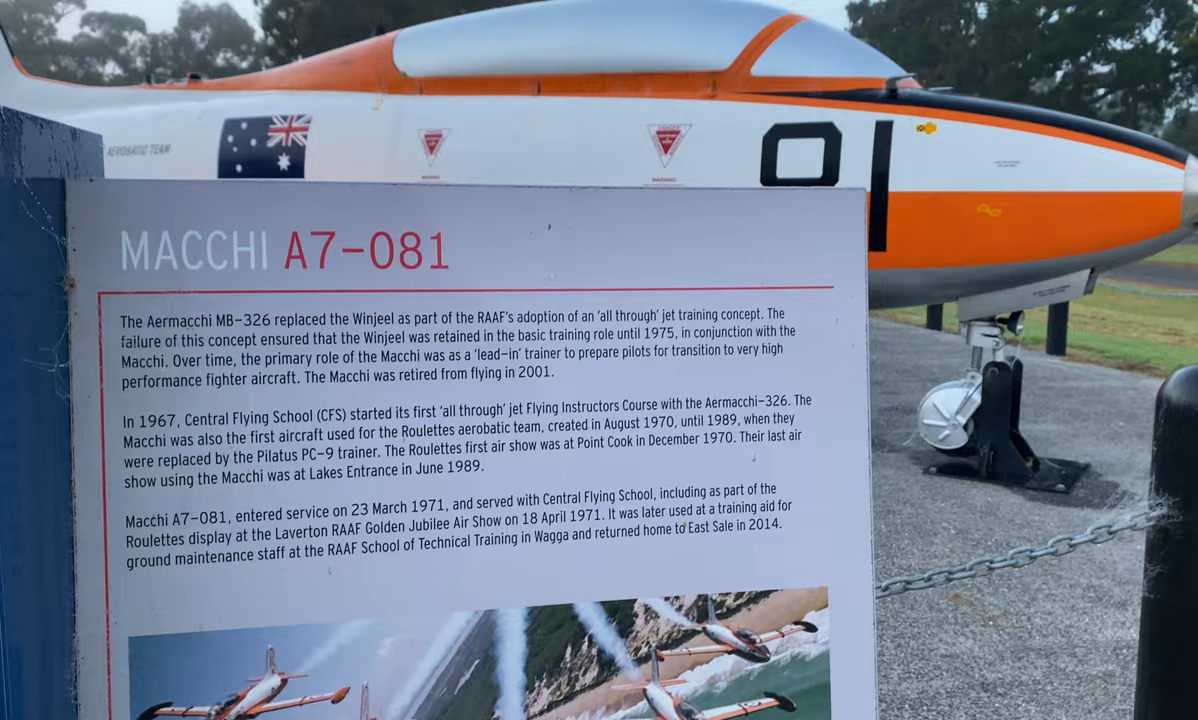 AEROBATIC TEAM
WARNING
WARNING
01
MACCHI A7-081
The Aermacchi MB-326 replaced the Winjeel as part of the RAAF's adoption of an 'all through' jet training concept. The
failure of this concept ensured that the Winjeel was retained in the basic training role until 1975, in conjunction with the
Macchi. Over time, the primary role of the Macchi was as a 'lead-in' trainer to prepare pilots for transition to very high
performance fighter aircraft. The Macchi was retired from flying in 2001.
In 1967, Central Flying School (CFS) started its first 'all through' jet Flying Instructors Course with the Aermacchi-326. The
Macchi was also the first aircraft used for the Roulettes aerobatic team, created in August 1970, until 1989, when they
were replaced by the Pilatus PC-9 trainer. The Roulettes first air show was at Point Cook in December 1970. Their last air
show using the Macchi was at Lakes Entrance in June 1989.
Macchi A7-081, entered service on 23 March 1971, and served with Central Flying School, including as part of the
Roulettes display at the Laverton RAAF Golden Jubilee Air Show on 18 April 1971. It was later used at a training aid for
ground maintenance staff at the RAAF School of Technical Training in Wagga and returned home to East Sale in 2014.